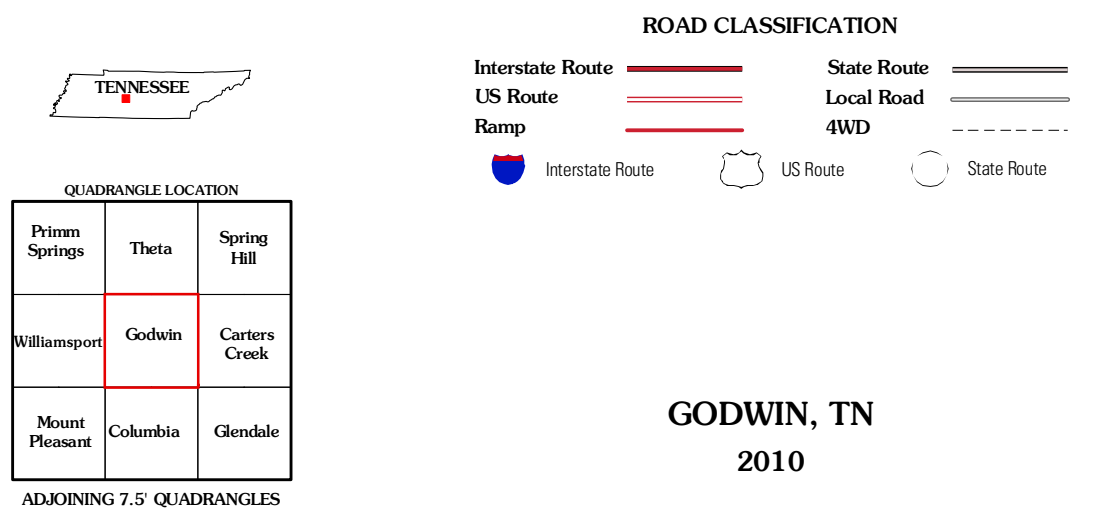 TENNESSEE
QUADRANGLE LOCATION
Primm
Springs
Theta
Spring
Hill
Williamsport
Godwin
Carters
Creek
Mount
Pleasant
Columbia
Glendale
ADJOINING 7.5' QUADRANGLES
ROAD CLASSIFICATION
Interstate Route
State Route
US Route
Local Road
Ramp
4WD
Interstate Route
US Route
State Route
GODWIN, TN
2010